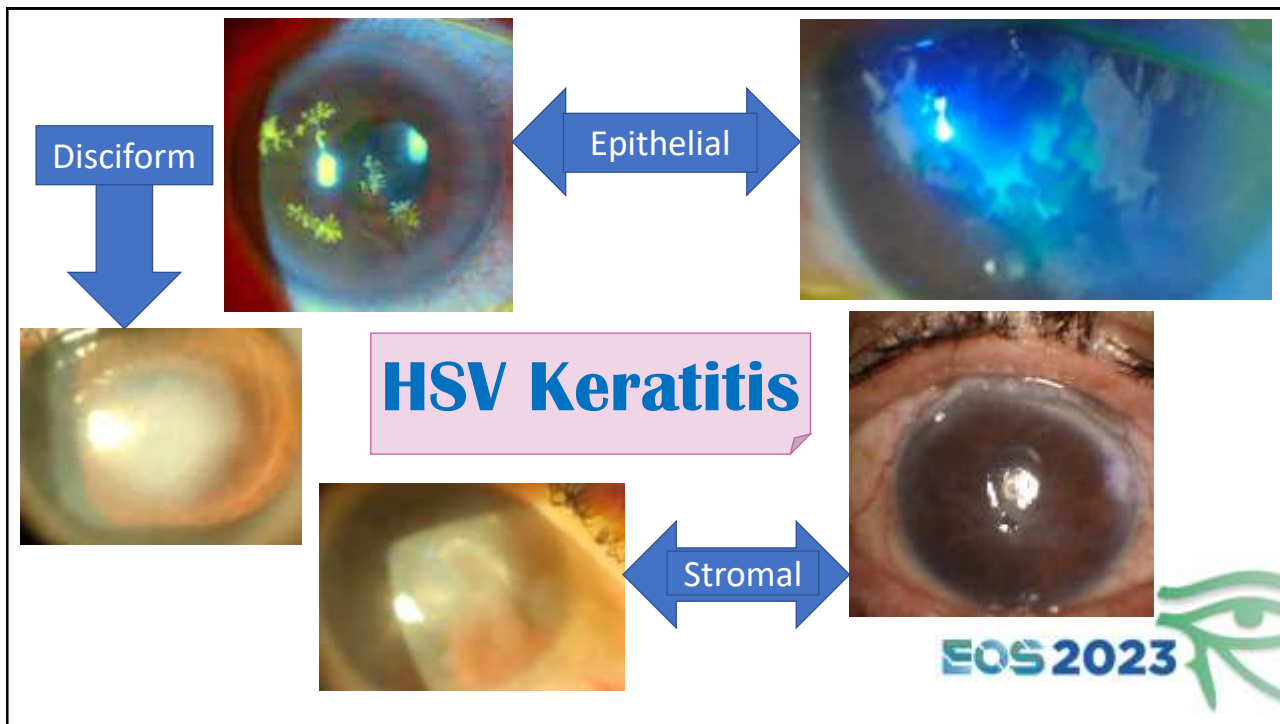 Disciform
Epithelial
HSV Keratitis
Stromal
EOS 2023